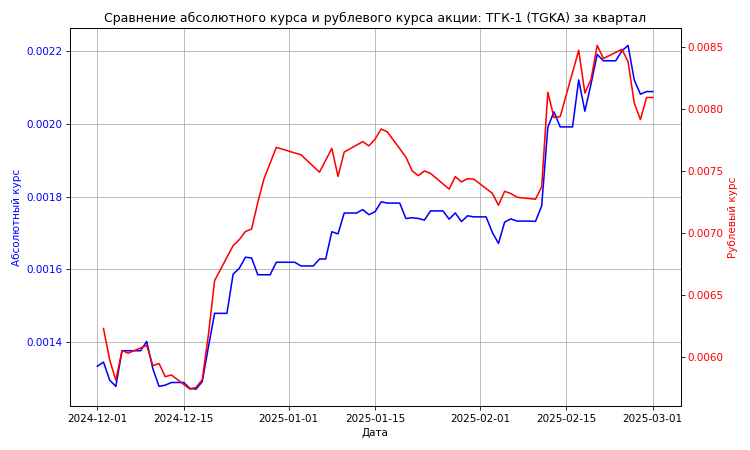 Сравнение абсолютного курса и рублевого курса акции: ТГК-1 (TGKA) за квартал
Абсолютный курс
0.0022
0.0020
0.0018
0.0016
0.0014
0.0085
0.0080
0.0075
0.0070
0.0065
0.0060
Рублевый курс
2024-12-01 2024-12-15 2025-01-01 2025-01-15 2025-02-01 2025-02-15 2025-03-01
Дата